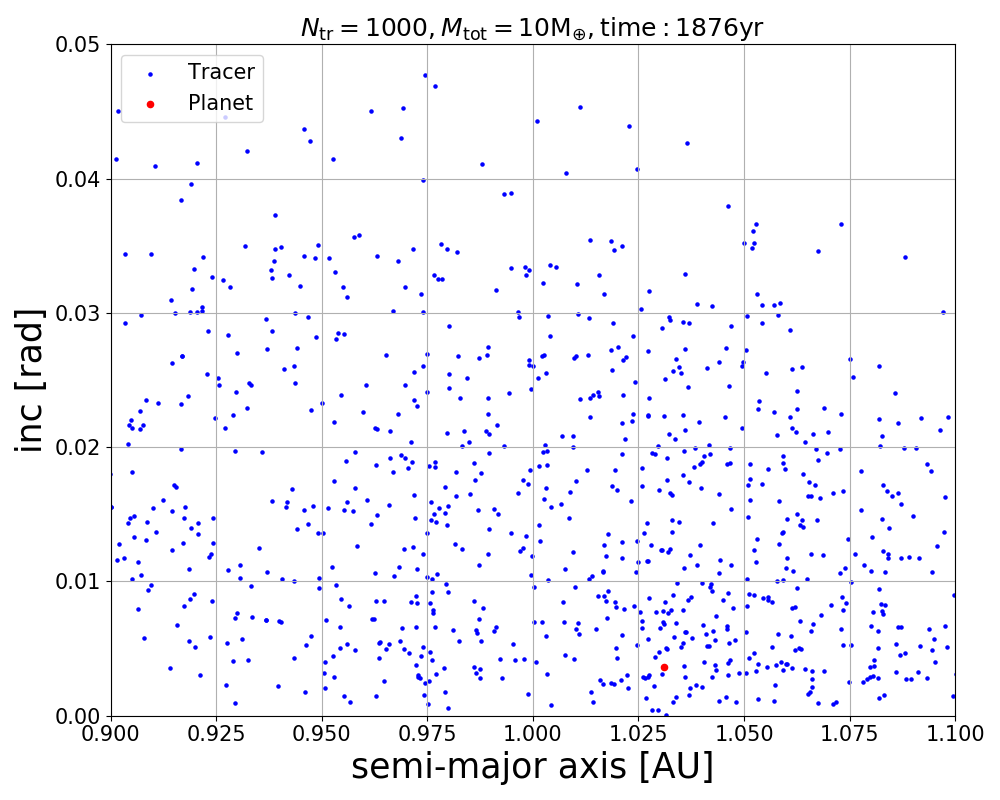 N_tr = 1000, M_tot = 10M_⊕, time : 1876yr
Tracer
Planet
0.05
0.04
0.03
0.02
0.01
0.00
inc [rad]
0.900 0.925 0.950 0.975 1.000 1.025 1.050 1.075 1.100
semi-major axis [AU]